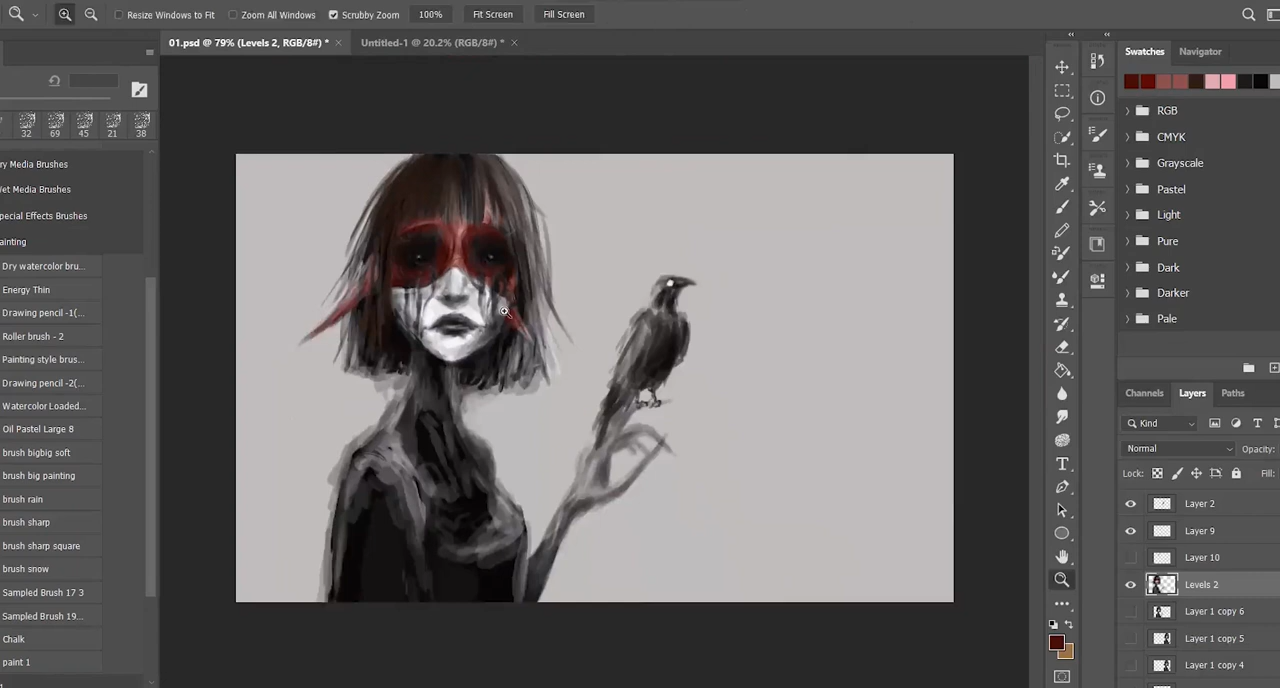 Resize Windows to Fit
Zoom All Windows
Scrubby Zoom
100%
Fit Screen
Fill Screen
01.psd @ 79% (Levels 2, RGB/8#) *
Untitled-1 @ 20.2% (RGB/8#) *
32 69 45 21 38
ry Media Brushes
Wet Media Brushes
pecial Effects Brushes
ainting
Dry watercolor bru...
Energy Thin
Drawing pencil -1(...
Roller brush - 2
Painting style brus...
Drawing pencil -2(...
Watercolor Loaded...
Oil Pastel Large 8
brush bigbig soft
brush big painting
brush rain
brush sharp
brush sharp square
brush snow
Sampled Brush 17 3
Sampled Brush 19...
Chalk
paint 1
Swatches
Navigator
RGB
CMYK
Grayscale
Pastel
Light
Pure
Dark
Darker
Pale
Channels
Layers
Paths
Kind
Normal
Opacity:
Lock:
Fill:
Layer 2
Layer 9
Layer 10
Levels 2
Layer 1 copy 6
Layer 1 copy 5
Layer 1 copy 4